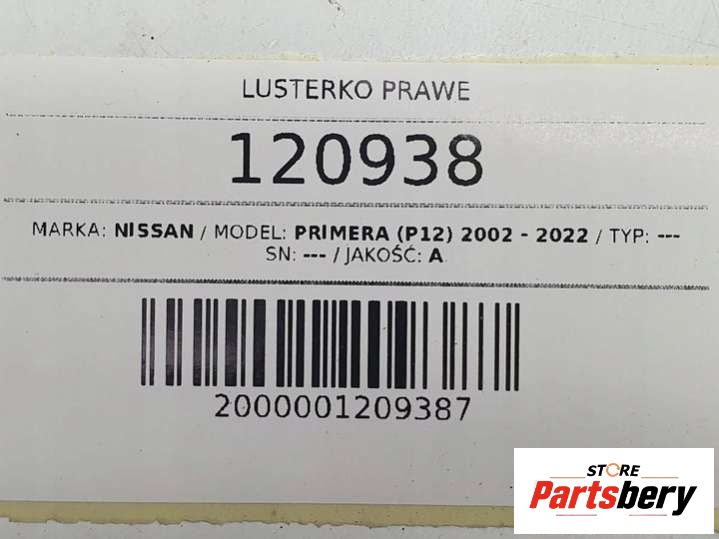 LUSTERKO PRAWE
120938
MARKA: NISSAN / MODEL: PRIMERA (P12) 2002 - 2022 / TYP: ---
SN: --- / JAKOŚĆ: A
2000001209387
STORE
Partsbery